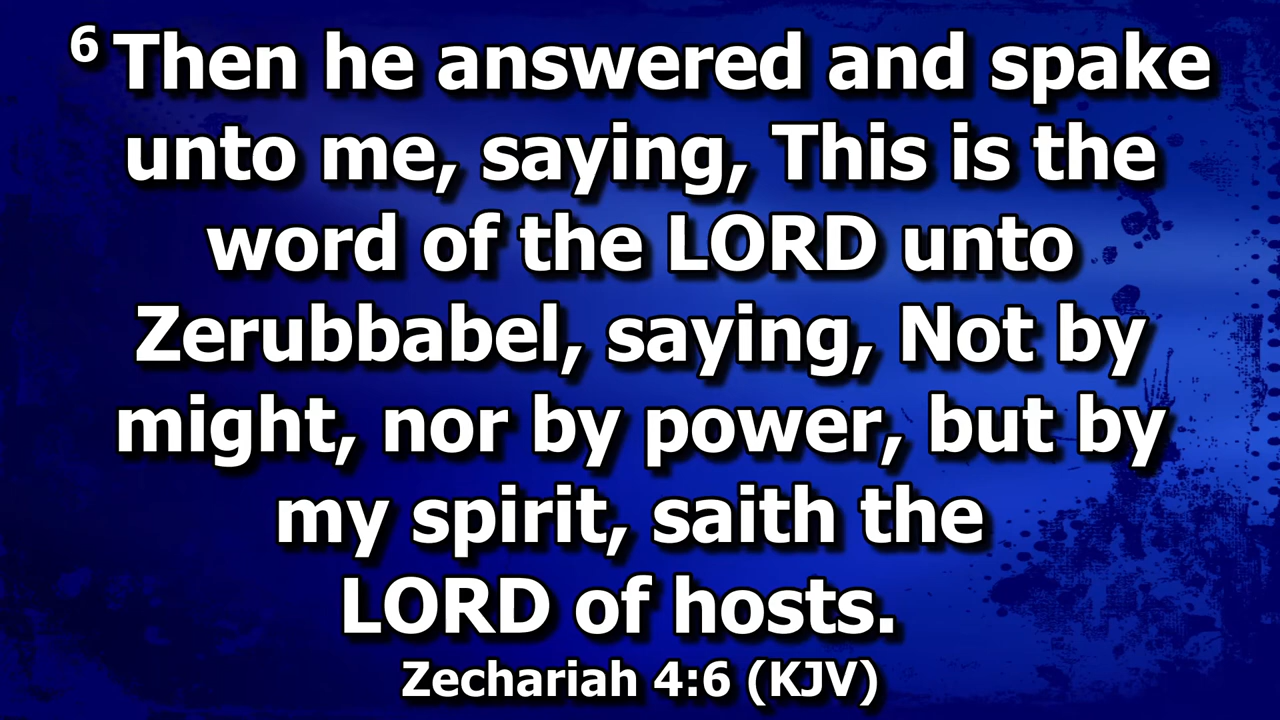 6 Then he answered and spake
unto me, saying, This is the
word of the LORD unto
Zerubbabel, saying, Not by
might, nor by power, but by
my spirit, saith the
LORD of hosts.
Zechariah 4:6 (KJV)